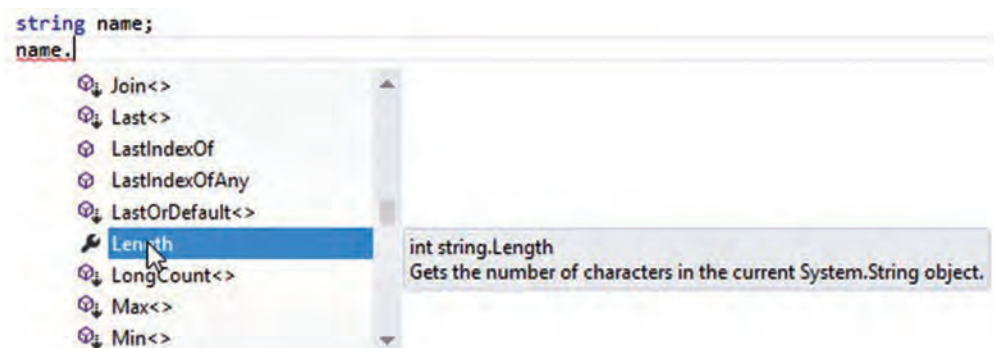 string name;
name.
Join<>
Last<>
LastIndexOf
LastIndexOfAny
LastOrDefault<>
Length
int string.Length
Gets the number of characters in the current System.String object.
LongCount<>
Max<>
Min<>